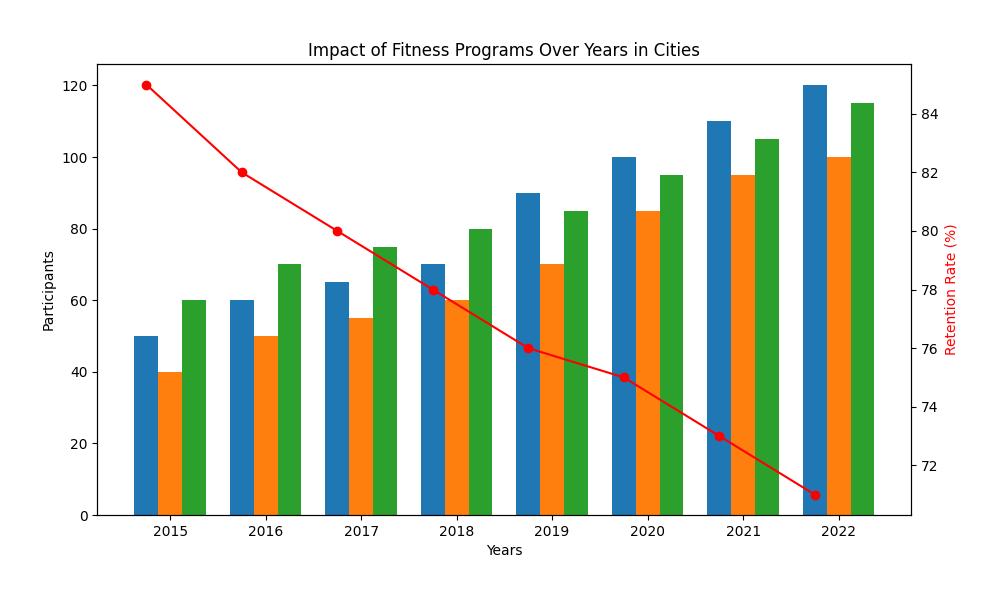 Impact of Fitness Programs Over Years in Cities
120
100
80
60
40
20
0
Participants
84
82
80
78
76
74
72
Retention Rate (%)
2015 2016 2017 2018 2019 2020 2021 2022
Years